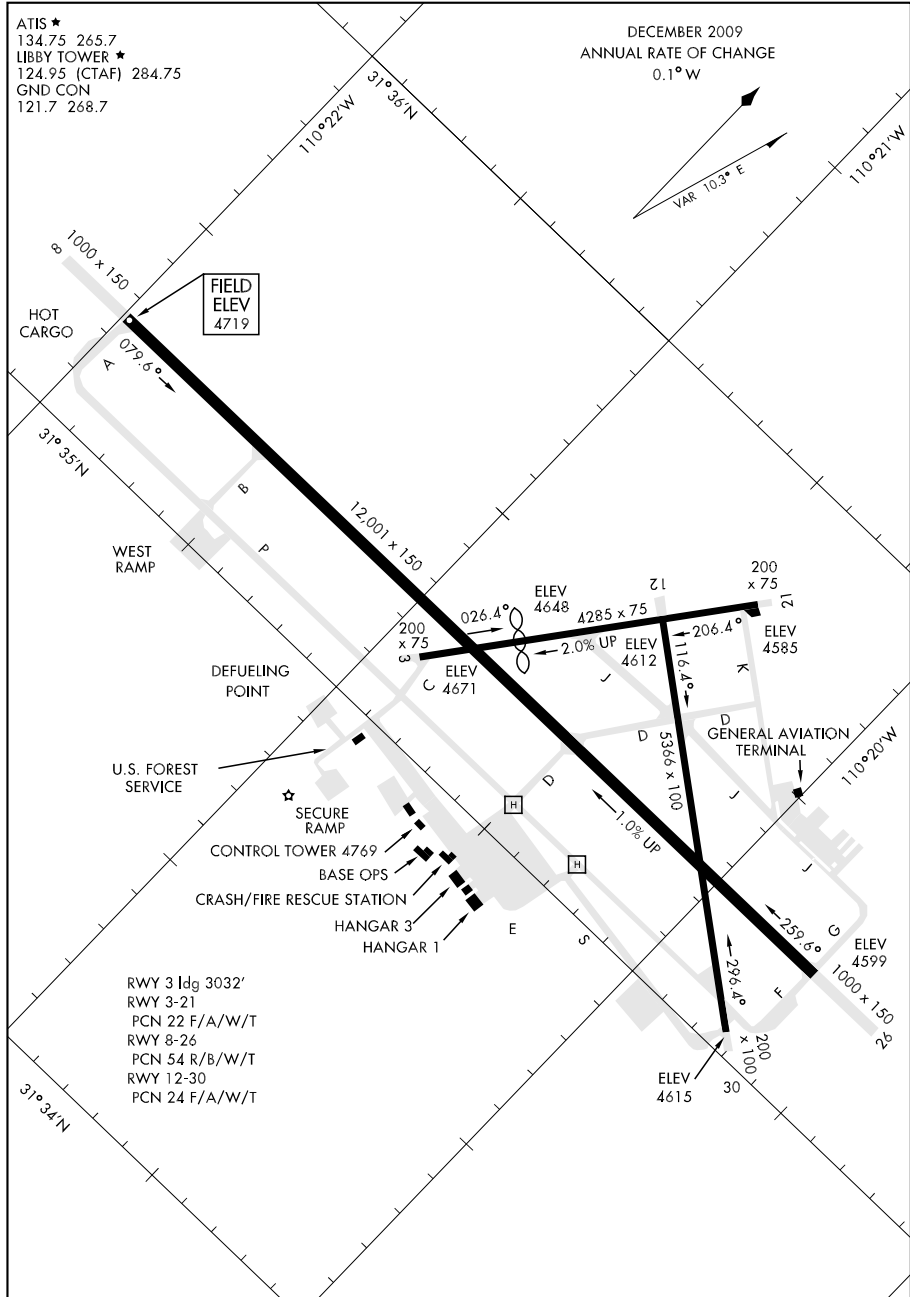 ATIS ★
134.75 265.7
LIBBY TOWER ★
124.95 (CTAF) 284.75
GND CON
121.7 268.7
DECEMBER 2009
ANNUAL RATE OF CHANGE
0.1° W
VAR 10.3° E
31° 36'N
110° 22'W
110° 21'W
8
1000 x 150
FIELD
ELEV
4719
HOT
CARGO
A
079.6°
31° 35'N
B
P
12,001 x 150
WEST
RAMP
ELEV
4648
12
200
x 75
21
026.4°
4285 x 75
200
x 75
3
2.0% UP
ELEV
4612
206.4°
ELEV
4585
ELEV
4671
C
J
116.4°
K
DEFUELING
POINT
D
D
D
GENERAL AVIATION
TERMINAL
110° 20'W
5366 x 100
J
U.S. FOREST
SERVICE
SECURE
RAMP
H
1.0% UP
CONTROL TOWER 4769
BASE OPS
H
CRASH/FIRE RESCUE STATION
J
HANGAR 3
HANGAR 1
E
S
G
259.6°
ELEV
4599
296.4°
F
1000 x 150
26
RWY 3 ldg 3032'
RWY 3-21
PCN 22 F/A/W/T
RWY 8-26
PCN 54 R/B/W/T
RWY 12-30
PCN 24 F/A/W/T
200
x 100
30
ELEV
4615
31° 34'N